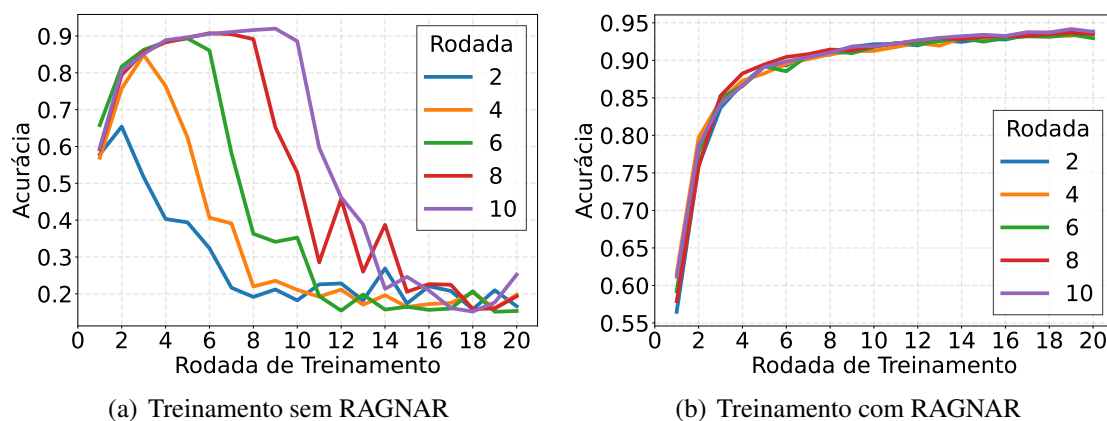 0.9
0.8
0.7
0.6
0.5
0.4
0.3
0.2
Acurácia
0 2 4 6 8 10 12 14 16 18 20
Rodada de Treinamento
Rodada
2
4
6
8
10
(a) Treinamento sem RAGNAR
0.95
0.90
0.85
0.80
0.75
0.70
0.65
0.60
0.55
Acurácia
0 2 4 6 8 10 12 14 16 18 20
Rodada de Treinamento
Rodada
2
4
6
8
10
(b) Treinamento com RAGNAR